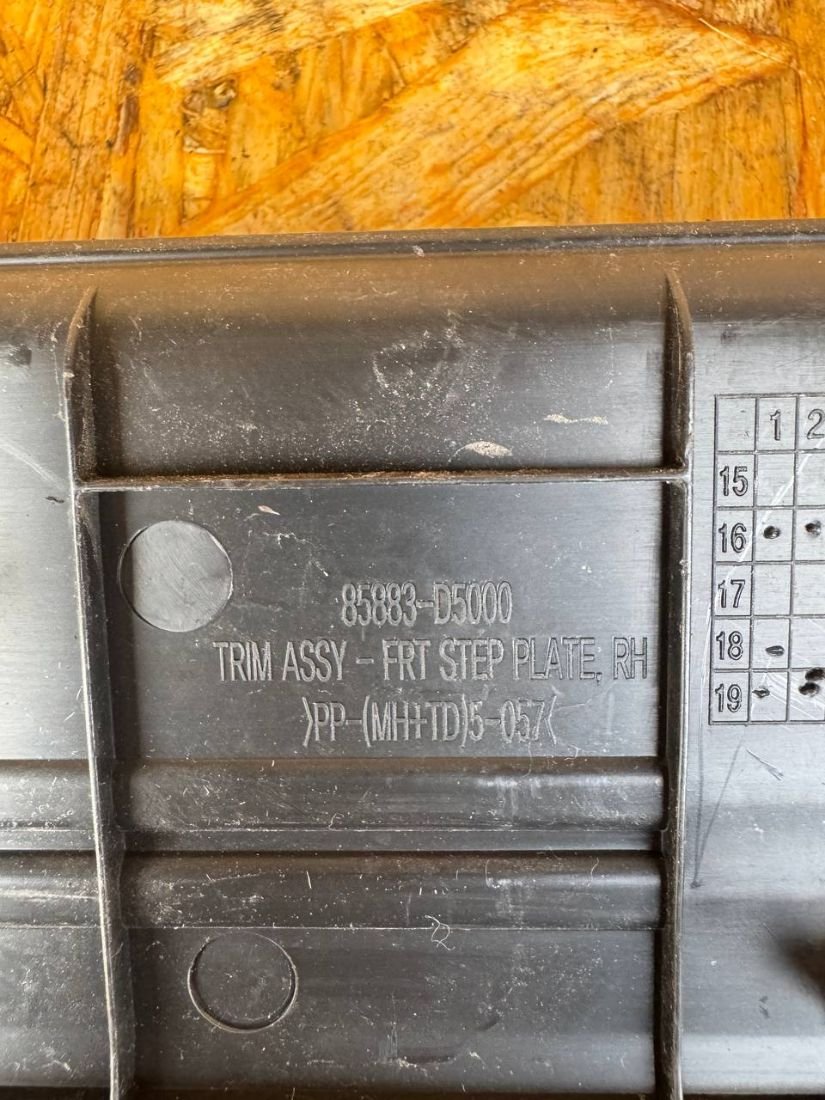 85883-D5000
TRIM ASSY - FRT STEP PLATE, RH
>PP-(MH+TD)5-057<
1 2
15
16
17
18
19